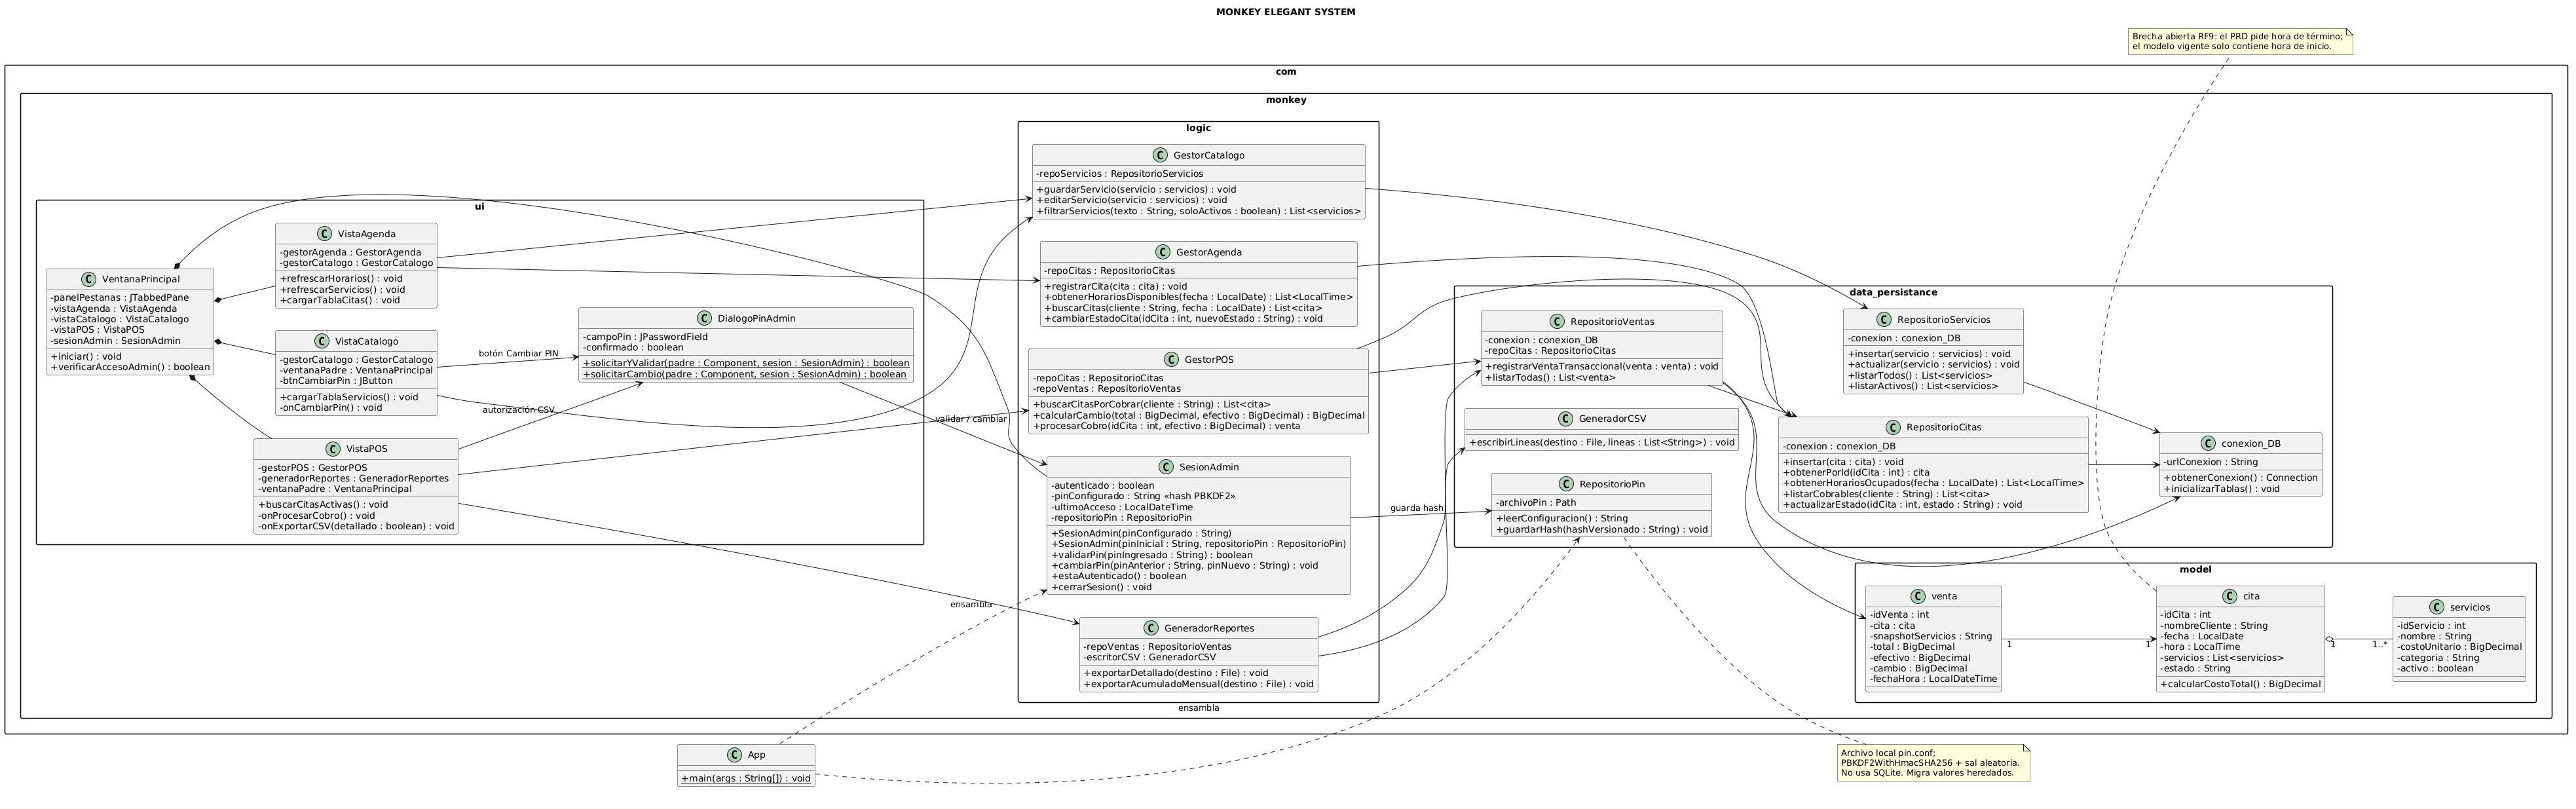 MONKEY ELEGANT SYSTEM
Brecha abierta RF9: el PRD pide hora de término;
el modelo vigente solo contiene hora de inicio.
com
monkey
ui
VentanaPrincipal
-panelPestanas : JTabbedPane
-vistaAgenda : VistaAgenda
-vistaCatalogo : VistaCatalogo
-vistaPOS : VistaPOS
-sesionAdmin : SesionAdmin
+iniciar() : void
+verificarAccesoAdmin() : boolean
VistaAgenda
-gestorAgenda : GestorAgenda
-gestorCatalogo : GestorCatalogo
+refrescarHorarios() : void
+refrescarServicios() : void
+cargarTablaCitas() : void
VistaCatalogo
-gestorCatalogo : GestorCatalogo
-ventanaPadre : VentanaPrincipal
-btnCambiarPin : JButton
+cargarTablaServicios() : void
-onCambiarPin() : void
VistaPOS
-gestorPOS : GestorPOS
-generadorReportes : GeneradorReportes
-ventanaPadre : VentanaPrincipal
+buscarCitasActivas() : void
-onProcesarCobro() : void
-onExportarCSV(detallado : boolean) : void
botón Cambiar PIN
autorización CSV
DialogoPinAdmin
-campoPin : JPasswordField
-confirmado : boolean
+solicitarYValidar(padre : Component, sesion : SesionAdmin) : boolean
+solicitarCambio(padre : Component, sesion : SesionAdmin) : boolean
validar / cambiar
ensambla
logic
GestorCatalogo
-repoServicios : RepositorioServicios
+guardarServicio(servicio : servicios) : void
+editarServicio(servicio : servicios) : void
+filtrarServicios(texto : String, soloActivos : boolean) : List<servicios>
GestorAgenda
-repoCitas : RepositorioCitas
+registrarCita(cita : cita) : void
+obtenerHorariosDisponibles(fecha : LocalDate) : List<LocalTime>
+buscarCitas(cliente : String, fecha : LocalDate) : List<cita>
+cambiarEstadoCita(idCita : int, nuevoEstado : String) : void
GestorPOS
-repoCitas : RepositorioCitas
-repoVentas : RepositorioVentas
+buscarCitasPorCobrar(cliente : String) : List<cita>
+calcularCambio(total : BigDecimal, efectivo : BigDecimal) : BigDecimal
+procesarCobro(idCita : int, efectivo : BigDecimal) : venta
SesionAdmin
-autenticado : boolean
-pinConfigurado : String «hash PBKDF2»
-ultimoAcceso : LocalDateTime
-repositorioPin : RepositorioPin
+SesionAdmin(pinConfigurado : String)
+SesionAdmin(pinInicial : String, repositorioPin : RepositorioPin)
+validarPin(pinIngresado : String) : boolean
+cambiarPin(pinAnterior : String, pinNuevo : String) : void
+estaAutenticado() : boolean
+cerrarSesion() : void
GeneradorReportes
-repoVentas : RepositorioVentas
-escritorCSV : GeneradorCSV
+exportarDetallado(destino : File) : void
+exportarAcumuladoMensual(destino : File) : void
ensambla
guarda hash
data_persistance
RepositorioVentas
-conexion : conexion_DB
-repoCitas : RepositorioCitas
+registrarVentaTransaccional(venta : venta) : void
+listarTodas() : List<venta>
GeneradorCSV
+escribirLineas(destino : File, lineas : List<String>) : void
RepositorioPin
-archivoPin : Path
+leerConfiguracion() : String
+guardarHash(hashVersionado : String) : void
RepositorioServicios
-conexion : conexion_DB
+insertar(servicio : servicios) : void
+actualizar(servicio : servicios) : void
+listarTodos() : List<servicios>
+listarActivos() : List<servicios>
RepositorioCitas
-conexion : conexion_DB
+insertar(cita : cita) : void
+obtenerPorId(idCita : int) : cita
+obtenerHorariosOcupados(fecha : LocalDate) : List<LocalTime>
+listarCobrables(cliente : String) : List<cita>
+actualizarEstado(idCita : int, estado : String) : void
conexion_DB
-urlConexion : String
+obtenerConexion() : Connection
+inicializarTablas() : void
model
venta
-idVenta : int
-cita : cita
-snapshotServicios : String
-total : BigDecimal
-efectivo : BigDecimal
-cambio : BigDecimal
-fechaHora : LocalDateTime
1
1
cita
-idCita : int
-nombreCliente : String
-fecha : LocalDate
-hora : LocalTime
-servicios : List<servicios>
-estado : String
+calcularCostoTotal() : BigDecimal
1
1..*
servicios
-idServicio : int
-nombre : String
-costoUnitario : BigDecimal
-categoria : String
-activo : boolean
App
+main(args : String[]) : void
Archivo local pin.conf;
PBKDF2WithHmacSHA256 + sal aleatoria.
No usa SQLite. Migra valores heredados.